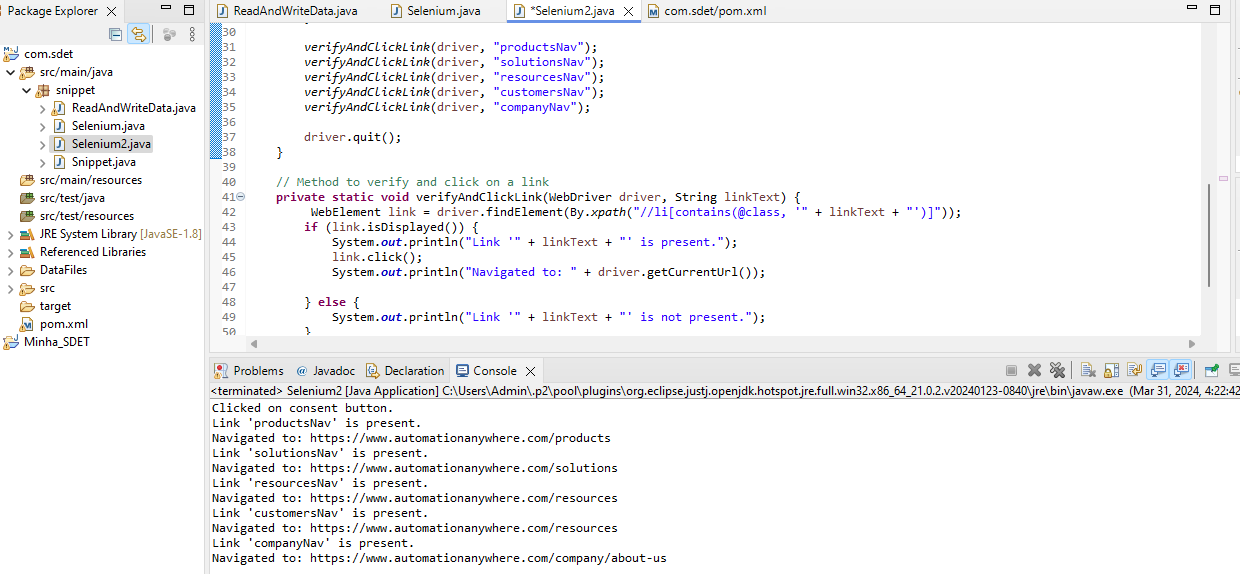 Package Explorer
com.sdet
src/main/java
snippet
ReadAndWriteData.java
Selenium.java
Selenium2.java
Snippet.java
src/main/resources
src/test/java
src/test/resources
JRE System Library [JavaSE-1.8]
Referenced Libraries
DataFiles
src
target
pom.xml
Minha_SDET
ReadAndWriteData.java Selenium.java *Selenium2.java com.sdet/pom.xml
30
31 verifyAndClickLink(driver, "productsNav");
32 verifyAndClickLink(driver, "solutionsNav");
33 verifyAndClickLink(driver, "resourcesNav");
34 verifyAndClickLink(driver, "customersNav");
35 verifyAndClickLink(driver, "companyNav");
36
37 driver.quit();
38 }
39
40 // Method to verify and click on a link
41 private static void verifyAndClickLink(WebDriver driver, String linkText) {
42 WebElement link = driver.findElement(By.xpath("//li[contains(@class, '" + linkText + "')]"));
43 if (link.isDisplayed()) {
44 System.out.println("Link '" + linkText + "' is present.");
45 link.click();
46 System.out.println("Navigated to: " + driver.getCurrentUrl());
47
48 } else {
49 System.out.println("Link '" + linkText + "' is not present.");
50 }
Problems Javadoc Declaration Console
<terminated> Selenium2 [Java Application] C:\Users\Admin\.p2\pool\plugins\org.eclipse.justj.openjdk.hotspot.jre.full.win32.x86_64_21.0.2.v20240123-0840\jre\bin\javaw.exe (Mar 31, 2024, 4:22:42
Clicked on consent button.
Link 'productsNav' is present.
Navigated to: https://www.automationanywhere.com/products
Link 'solutionsNav' is present.
Navigated to: https://www.automationanywhere.com/solutions
Link 'resourcesNav' is present.
Navigated to: https://www.automationanywhere.com/resources
Link 'customersNav' is present.
Navigated to: https://www.automationanywhere.com/resources
Link 'companyNav' is present.
Navigated to: https://www.automationanywhere.com/company/about-us